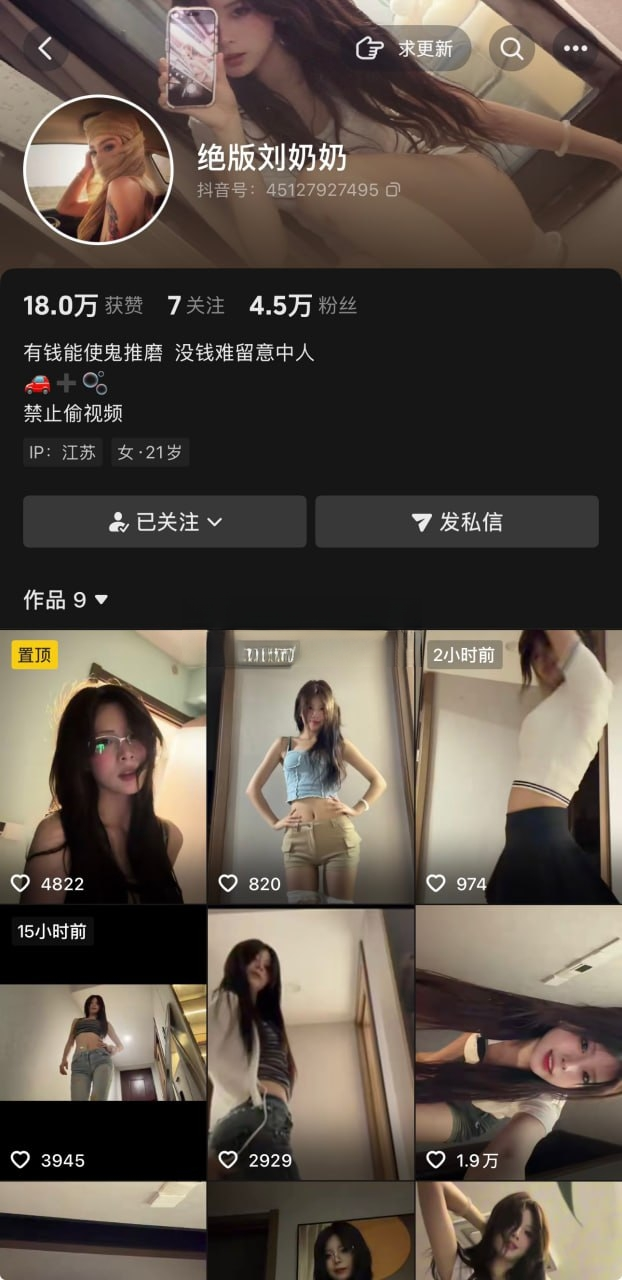 求更新
绝版刘奶奶
抖音号：45127927495
18.0万 获赞 7 关注 4.5万 粉丝
有钱能使鬼推磨 没钱难留意中人
🚗➕🫧
禁止偷视频
IP：江苏 女·21岁
已关注 发私信
作品 9
置顶
2小时前
4822
820
974
15小时前
3945
2929
1.9万